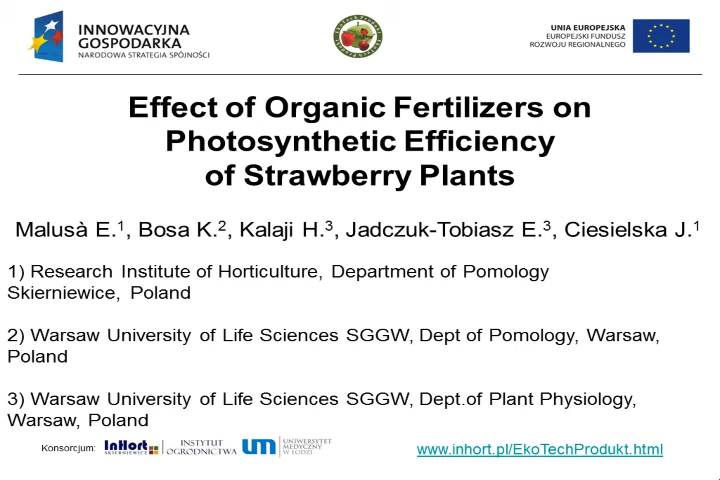 INNOWACYJNA
GOSPODARKA
NARODOWA STRATEGIA SPÓJNOŚCI
UNIA EUROPEJSKA
EUROPEJSKI FUNDUSZ
ROZWOJU REGIONALNEGO
Effect of Organic Fertilizers on
Photosynthetic Efficiency
of Strawberry Plants
Malusà E.¹, Bosa K.², Kalaji H.³, Jadczuk-Tobiasz E.³, Ciesielska J.¹
1) Research Institute of Horticulture, Department of Pomology
Skierniewice, Poland
2) Warsaw University of Life Sciences SGGW, Dept of Pomology, Warsaw,
Poland
3) Warsaw University of Life Sciences SGGW, Dept.of Plant Physiology,
Warsaw, Poland
Konsorcjum:
InHort
SKIERNIEWICE
INSTYTUT
OGRODNICTWA
um
UNIWERSYTET
MEDYCZNY
W ŁODZI
www.inhort.pl/EkoTechProdukt.html